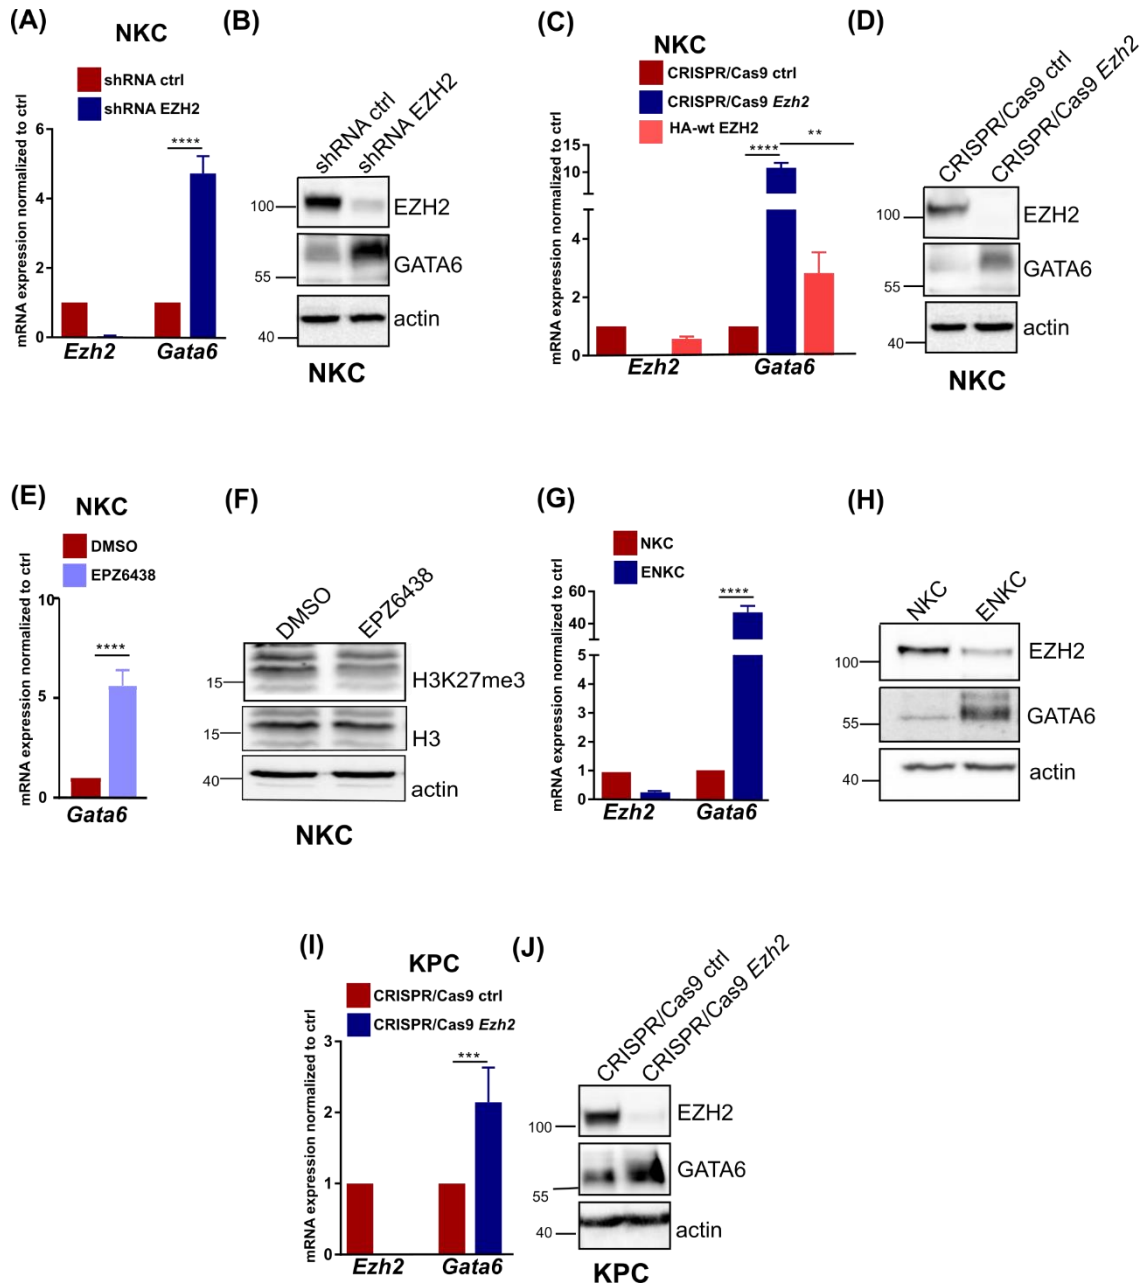 (A)
NKC
shRNA ctrl
shRNA EZH2
mRNA expression normalized to ctrl
6
4
2
0
****
Ezh2 Gata6
(B)
shRNA ctrl
shRNA EZH2
100
EZH2
55
GATA6
40
actin
NKC
(C)
NKC
CRISPR/Cas9 ctrl
CRISPR/Cas9 Ezh2
HA-wt EZH2
mRNA expression normalized to ctrl
15
10
4
2
0
****
**
Ezh2 Gata6
(D)
CRISPR/Cas9 ctrl
CRISPR/Cas9 Ezh2
100
EZH2
55
GATA6
40
actin
NKC
(E)
NKC
DMSO
EPZ6438
mRNA expression normalized to ctrl
10
5
0
****
Gata6
(F)
DMSO
EPZ6438
15
H3K27me3
15
H3
40
actin
NKC
(G)
NKC
ENKC
mRNA expression normalized to ctrl
60
40
20
5
4
3
2
1
0
****
Ezh2 Gata6
(H)
NKC
ENKC
100
EZH2
55
GATA6
40
actin
(I)
KPC
CRISPR/Cas9 ctrl
CRISPR/Cas9 Ezh2
mRNA expression normalized to ctrl
3
2
1
0
***
Ezh2 Gata6
(J)
CRISPR/Cas9 ctrl
CRISPR/Cas9 Ezh2
100
EZH2
55
GATA6
40
actin
KPC